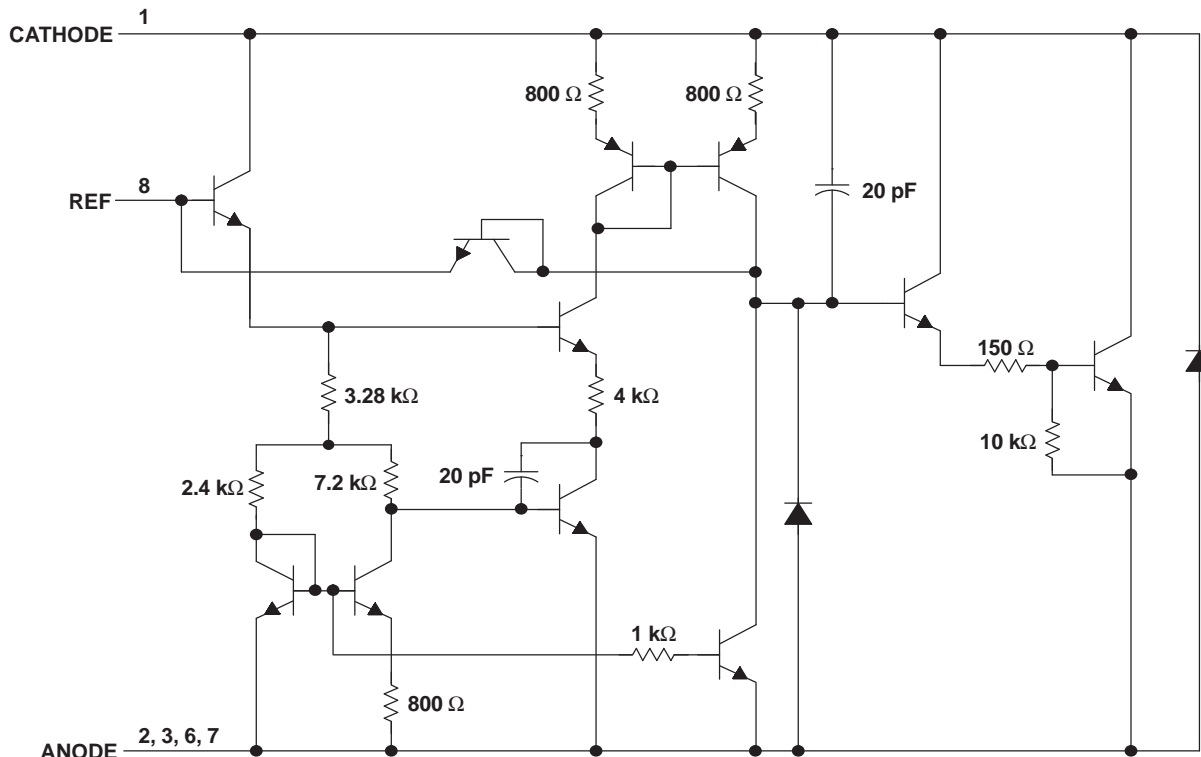 1
CATHODE
800 Ω
800 Ω
8
REF
20 pF
150 Ω
3.28 kΩ
4 kΩ
10 kΩ
2.4 kΩ
7.2 kΩ
20 pF
1 kΩ
800 Ω
2, 3, 6, 7
ANODE